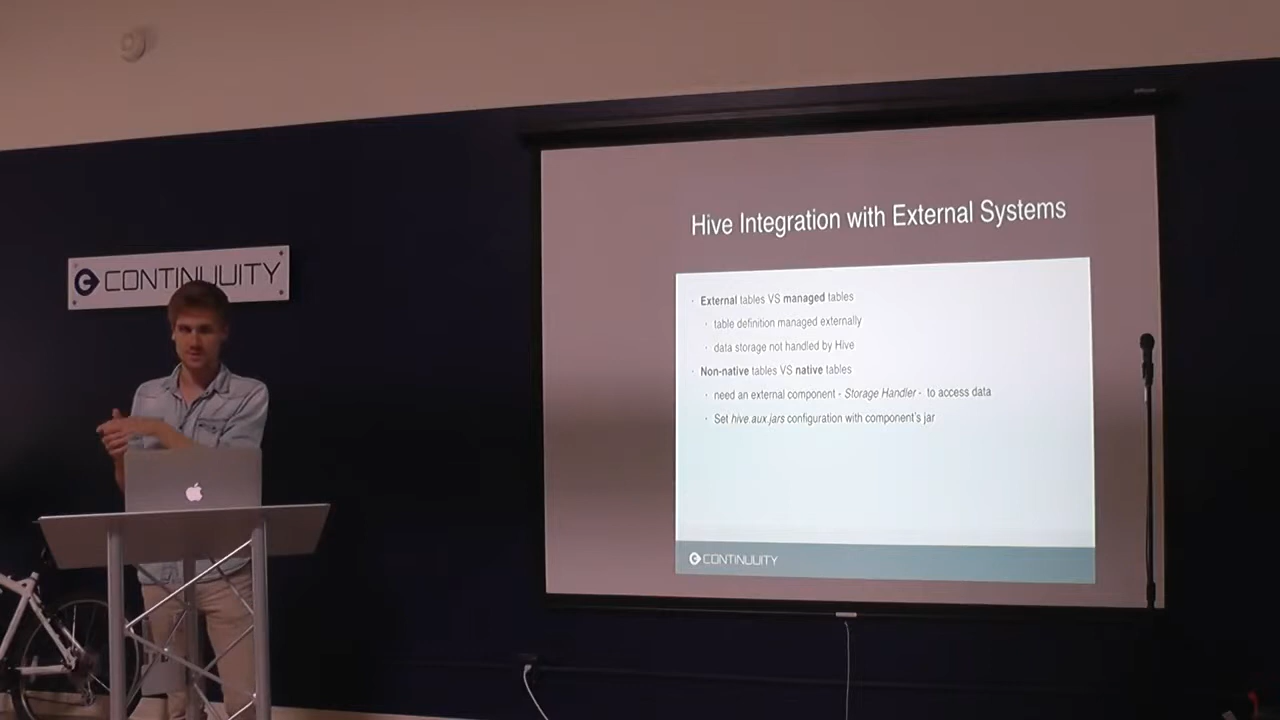 CONTINUUITY
Hive Integration with External Systems
· External tables VS managed tables
· table definition managed externally
· data storage not handled by Hive
· Non-native tables VS native tables
· need an external component - Storage Handler - to access data
· Set hive.aux.jars configuration with component's jar
CONTINUUITY